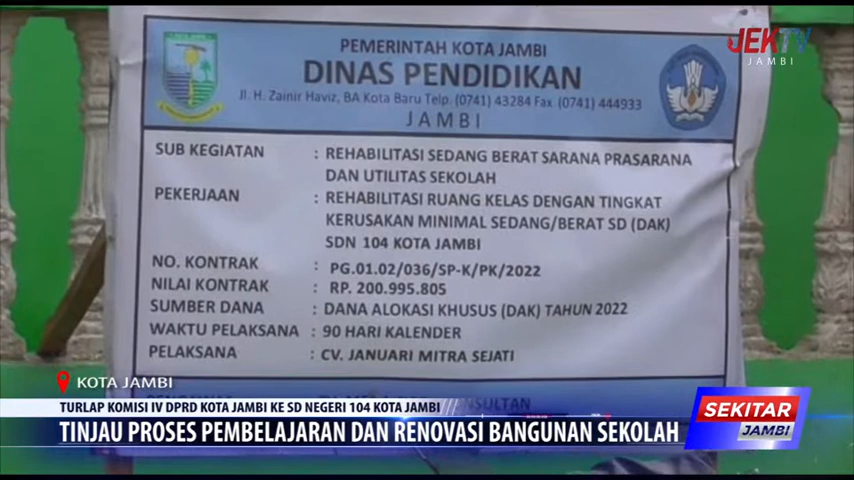 JEKTV
JAMBI
PEMERINTAH KOTA JAMBI
DINAS PENDIDIKAN
Jl. H. Zainir Haviz, BA Kota Baru Telp. (0741) 43284 Fax. (0741) 444933
JAMBI
SUB KEGIATAN : REHABILITASI SEDANG BERAT SARANA PRASARANA
DAN UTILITAS SEKOLAH
PEKERJAAN : REHABILITASI RUANG KELAS DENGAN TINGKAT
KERUSAKAN MINIMAL SEDANG/BERAT SD (DAK)
SDN 104 KOTA JAMBI
NO. KONTRAK : PG.01.02/036/SP-K/PK/2022
NILAI KONTRAK : RP. 200.995.805
SUMBER DANA : DANA ALOKASI KHUSUS (DAK) TAHUN 2022
WAKTU PELAKSANA : 90 HARI KALENDER
PELAKSANA : CV. JANUARI MITRA SEJATI
KOTA JAMBI
TURLAP KOMISI IV DPRD KOTA JAMBI KE SD NEGERI 104 KOTA JAMBI
TINJAU PROSES PEMBELAJARAN DAN RENOVASI BANGUNAN SEKOLAH
SEKITAR
JAMBI